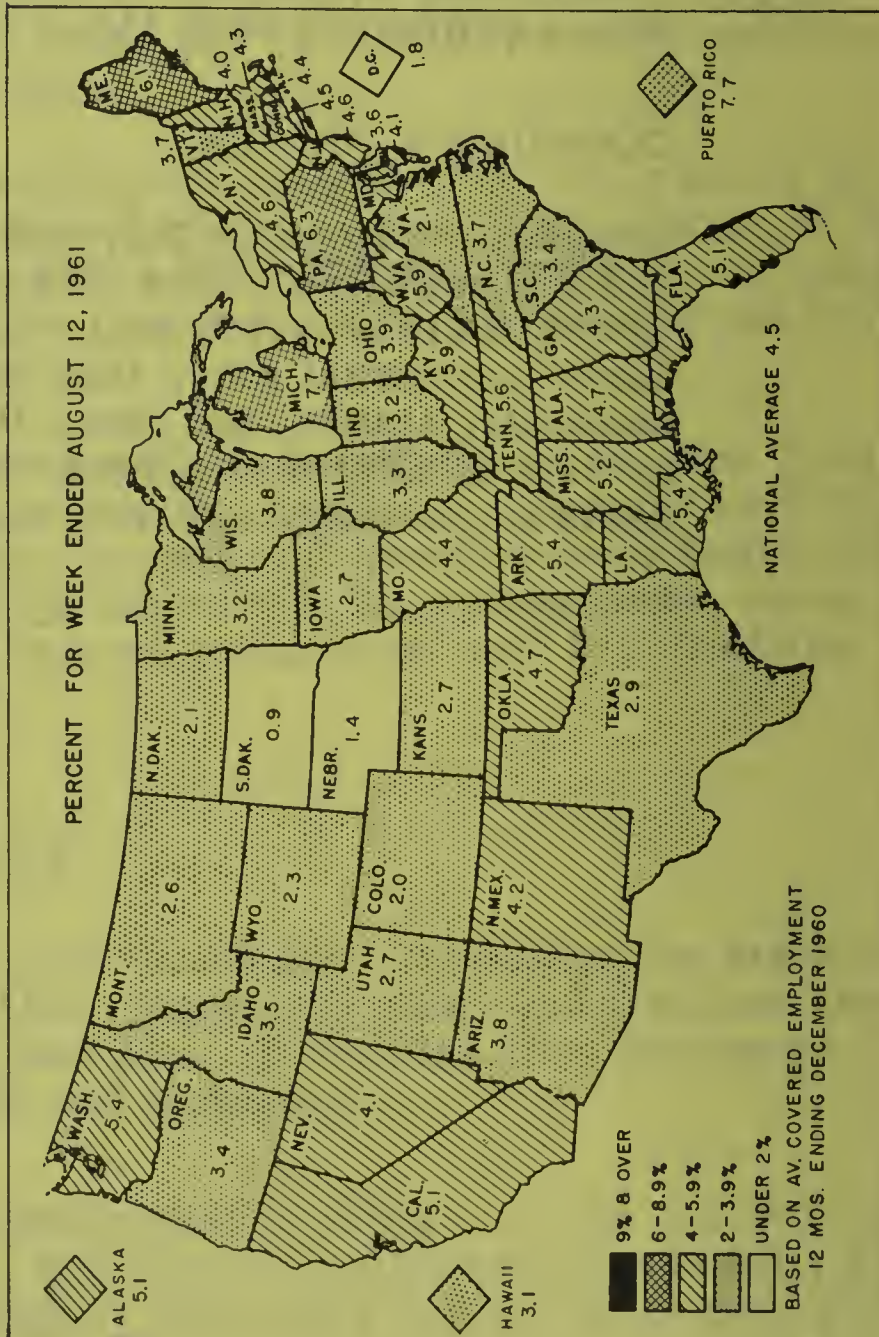 PERCENT FOR WEEK ENDED AUGUST 12, 1961
ALASKA
5.1
HAWAII
3.1
WASH.
5.4
OREG.
3.4
CAL.
5.1
NEV.
4.1
IDAHO
3.5
MONT.
2.6
WYO.
2.3
UTAH
2.7
COLO.
2.0
ARIZ.
3.8
N.MEX.
4.2
N.DAK.
2.1
S.DAK.
0.9
NEBR.
1.4
KANS.
2.7
OKLA.
4.7
TEXAS
2.9
MINN.
3.2
IOWA
2.7
MO.
4.4
ARK.
5.4
LA.
5.4
WIS.
3.8
ILL.
3.3
MICH.
7.7
IND
3.2
OHIO
3.9
KY.
5.9
TENN. 5.6
MISS.
5.2
ALA.
4.7
GA.
4.3
FLA.
5.1
S.C.
3.4
N.C. 3.7
VA.
2.1
W.VA.
5.9
PA.
6.3
N.Y.
4.6
VT.
3.7
N.H.
4.0
ME.
6.1
MASS.
4.3
4.4
CONN.
4.5
N.J.
4.6
3.6
MD.
4.1
D.C.
1.8
PUERTO RICO
7.7
NATIONAL AVERAGE 4.5
9% & OVER
6-8.9%
4-5.9%
2-3.9%
UNDER 2%
BASED ON AV. COVERED EMPLOYMENT
12 MOS. ENDING DECEMBER 1960